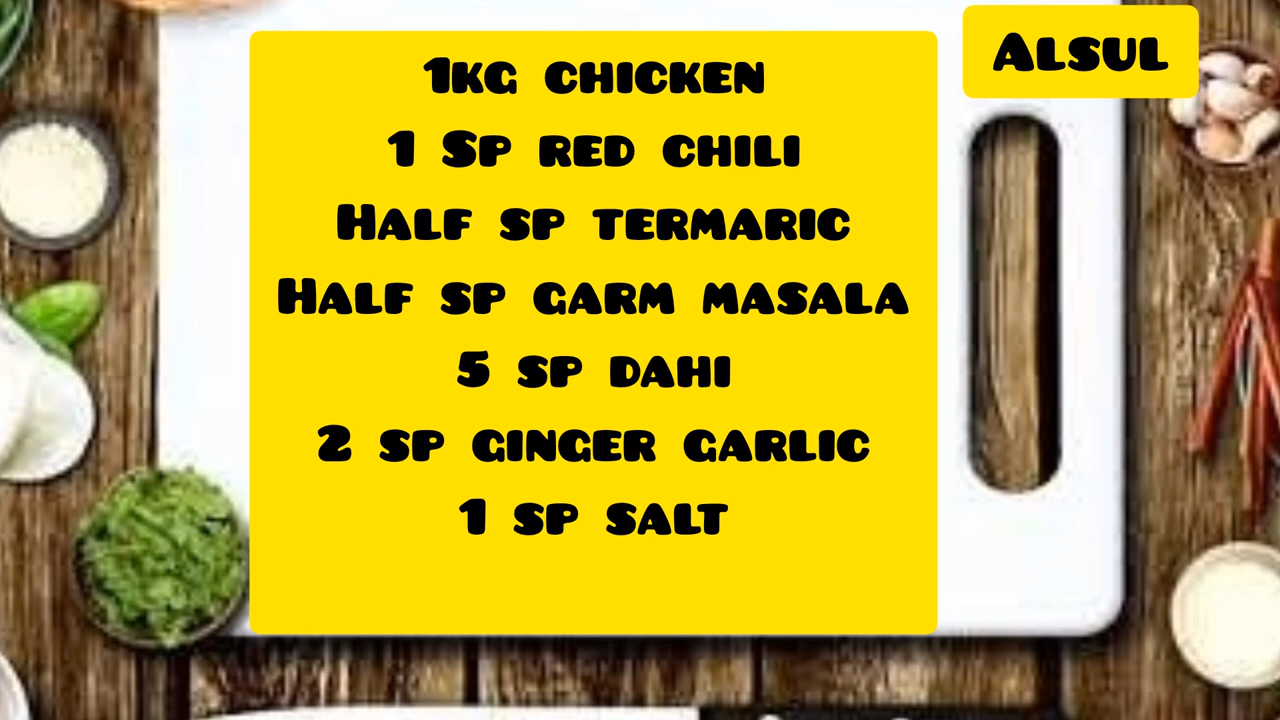 Alsul
1kg chicken
1 Sp red chili
Half sp termaric
Half sp garm masala
5 sp dahi
2 sp ginger garlic
1 sp salt